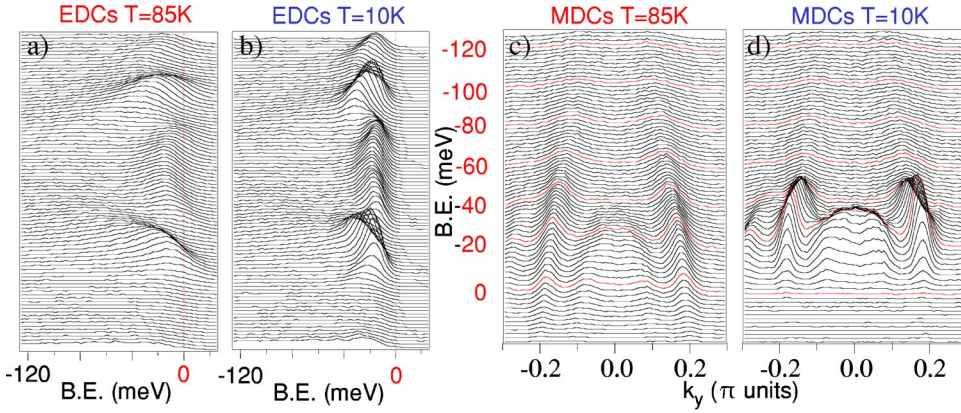 EDCs T=85K
EDCs T=10K
MDCs T=85K
MDCs T=10K
a)
b)
c)
d)
-120
-100
-80
-60
-40
-20
0
B.E. (meV)
-120
0
-120
0
-0.2
0.0
0.2
-0.2
0.0
0.2
B.E. (meV)
B.E. (meV)
ky (π units)